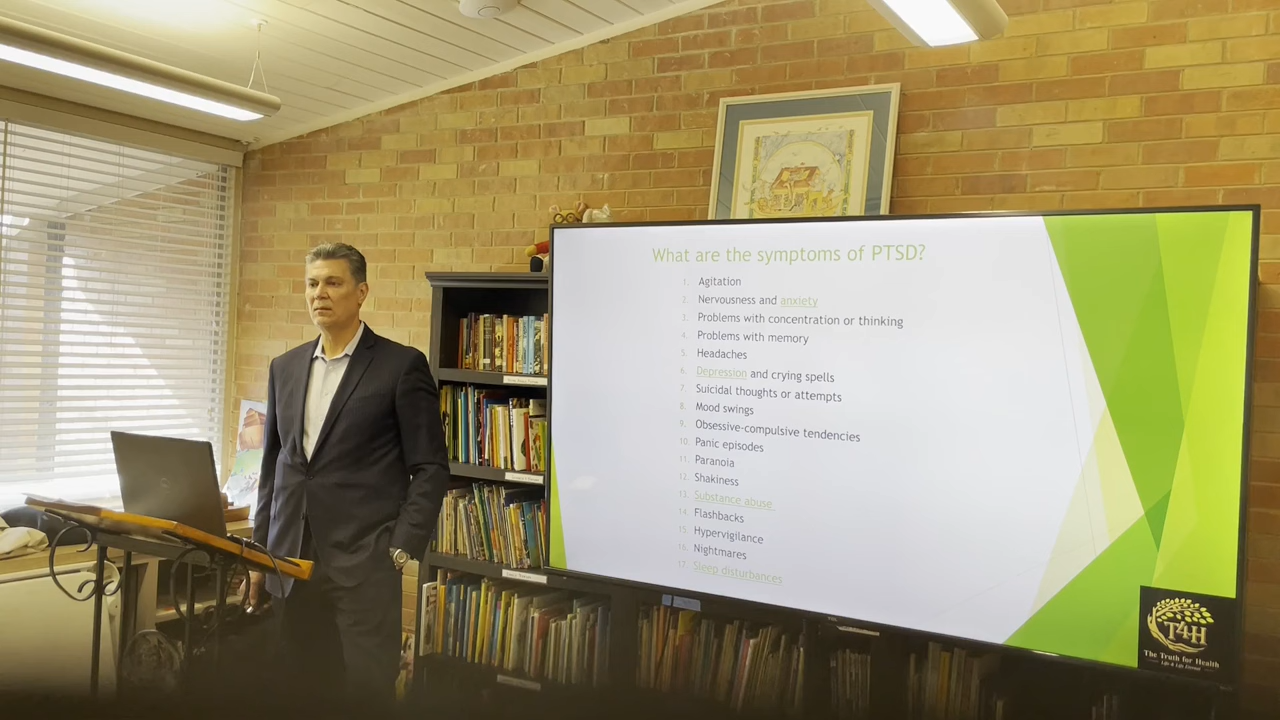 What are the symptoms of PTSD?
1. Agitation
2. Nervousness and anxiety
3. Problems with concentration or thinking
4. Problems with memory
5. Headaches
6. Depression and crying spells
7. Suicidal thoughts or attempts
8. Mood swings
9. Obsessive-compulsive tendencies
10. Panic episodes
11. Paranoia
12. Shakiness
13. Substance abuse
14. Flashbacks
15. Hypervigilance
16. Nightmares
17. Sleep disturbances
T4H
The Truth for Health
Life & Life Eternal